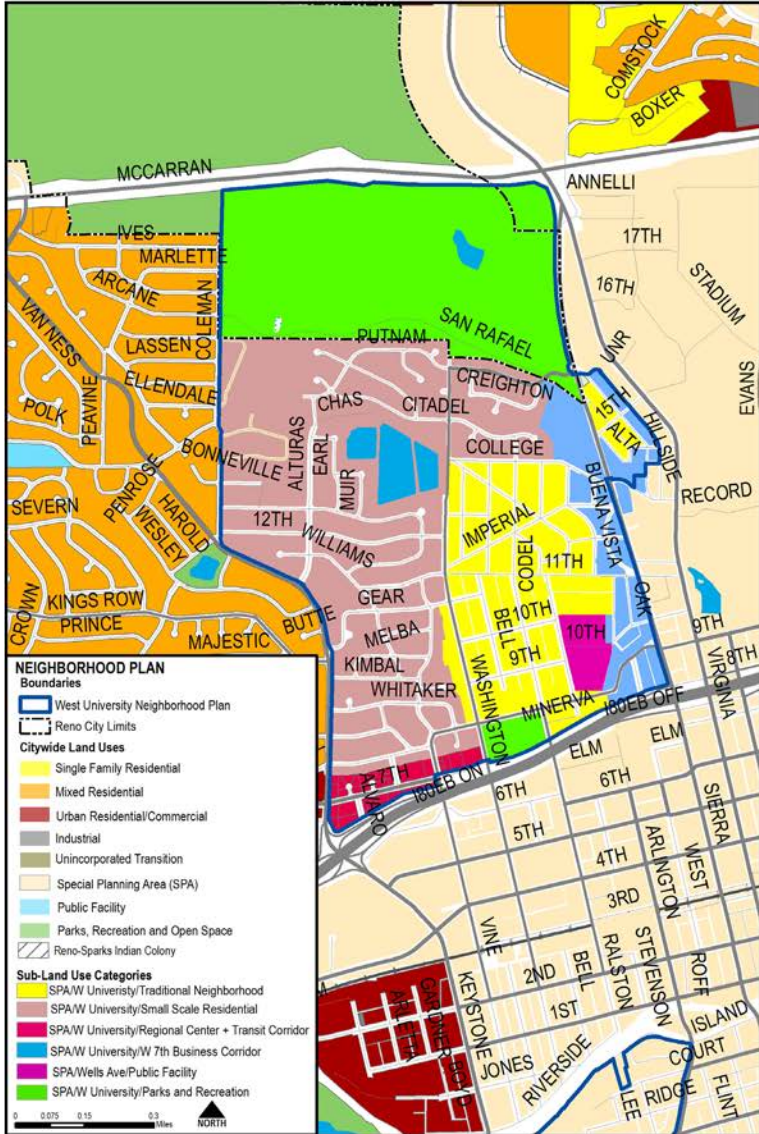 COMSTOCK
BOXER
MCCARRAN
ANNELLI
IVES
17TH
MARLETTE
ARCANE
STADIUM
16TH
COLEMAN
VAN NESS
SAN RAFAEL
PUTNAM
LASSEN
UNR
CREIGHTON
ELLENDALE
PEAVINE
CHAS
15TH
EVANS
CITADEL
POLK
ALTA
HILLSIDE
ALTURAS
EARL
COLLEGE
BONNEVILLE
MUIR
BUENA VISTA
PENROSE
HAROLD
SEVERN
RECORD
WESLEY
12TH
IMPERIAL
WILLIAMS
CODEL
11TH
OAK
GEAR
KINGS ROW
CROWN
BUTTE
PRINCE
10TH
BELL
10TH
MELBA
MAJESTIC
9TH
9TH
8TH
KIMBAL
WASHINGTON
VIRGINIA
WHITAKER
MINERVA
I80EB OFF
ELM
ELM
7TH
ALVARO
I80EB ON
6TH
6TH
SIERRA
5TH
4TH
ARLINGTON
WEST
3RD
VINE
STEVENSON
2ND
BELL
RALSTON
ROFF
KEYSTONE
1ST
GARDNER
ARLETTA
ISLAND
BOYD
JONES
RIVERSIDE
COURT
LEE
RIDGE
FLINT
NEIGHBORHOOD PLAN
Boundaries
West University Neighborhood Plan
Reno City Limits
Citywide Land Uses
Single Family Residential
Mixed Residential
Urban Residential/Commercial
Industrial
Unincorporated Transition
Special Planning Area (SPA)
Public Facility
Parks, Recreation and Open Space
Reno-Sparks Indian Colony
Sub-Land Use Categories
SPA/W Univeristy/Traditional Neighborhood
SPA/W University/Small Scale Residential
SPA/W University/Regional Center + Transit Corridor
SPA/W University/W 7th Business Corridor
SPA/Wells Ave/Public Facility
SPA/W University/Parks and Recreation
0 0.075 0.15 0.3
Miles
NORTH